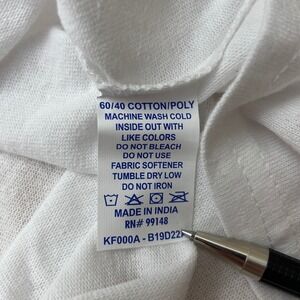 60/40 COTTON/POLY
MACHINE WASH COLD
INSIDE OUT WITH
LIKE COLORS
DO NOT BLEACH
DO NOT USE
FABRIC SOFTENER
TUMBLE DRY LOW
DO NOT IRON
MADE IN INDIA
RN# 99148
KF000A -